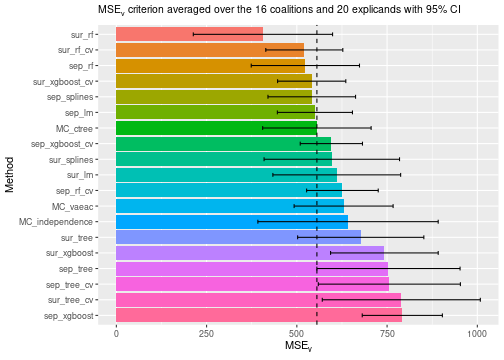 MSEᵥ criterion averaged over the 16 coalitions and 20 explicands with 95% CI
Method
sur_rf
sur_rf_cv
sep_rf
sur_xgboost_cv
sep_splines
sep_lm
MC_ctree
sep_xgboost_cv
sur_splines
sur_lm
sep_rf_cv
MC_vaeac
MC_independence
sur_tree
sur_xgboost
sep_tree
sep_tree_cv
sur_tree_cv
sep_xgboost
0 250 500 750 1000
MSEᵥ